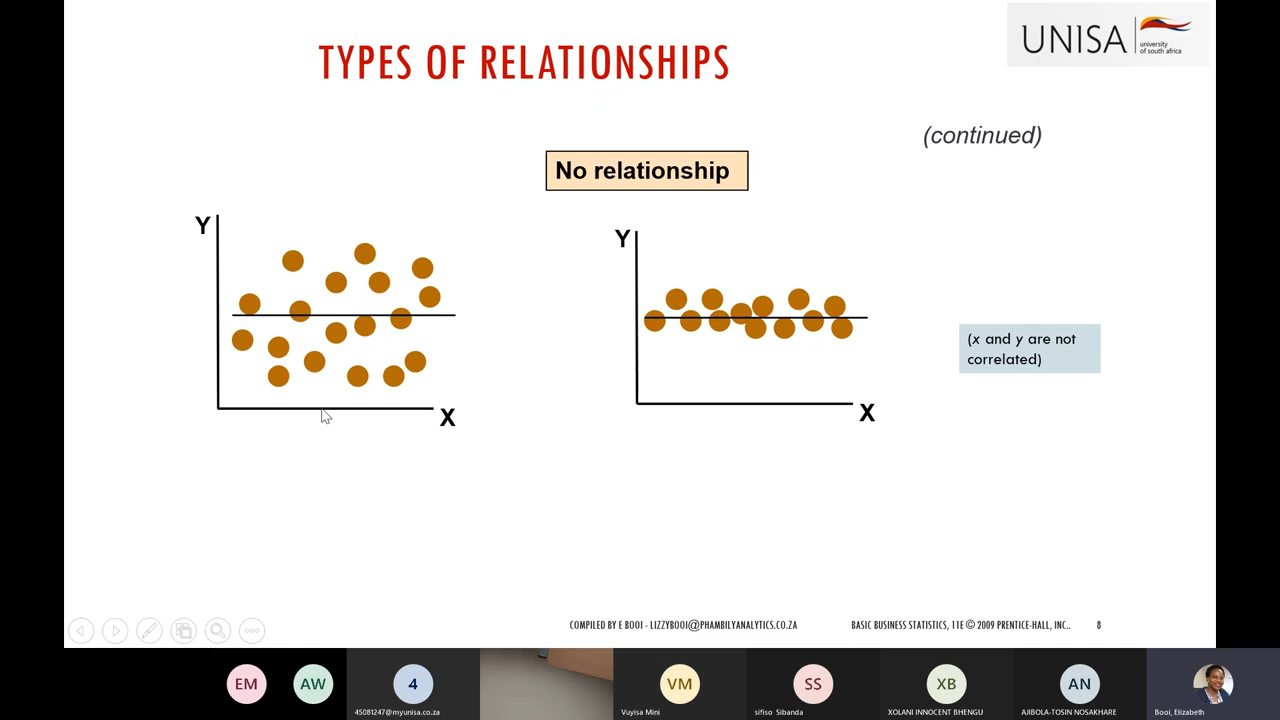 TYPES OF RELATIONSHIPS
UNISA
university
of south africa
(continued)
No relationship
Y
X
Y
X
(x and y are not
correlated)
COMPILED BY E BOOI - LIZZYBOOI@PHAMBILYANALYTICS.CO.ZA
BASIC BUSINESS STATISTICS, 11E © 2009 PRENTICE-HALL, INC..
8
EM
AW
4
45081247@myunisa.co.za
VM
Vuyisa Mini
SS
sifiso Sibanda
XB
XOLANI INNOCENT BHENGU
AN
AJIBOLA-TOSIN NOSAKHARE
Booi, Elizabeth